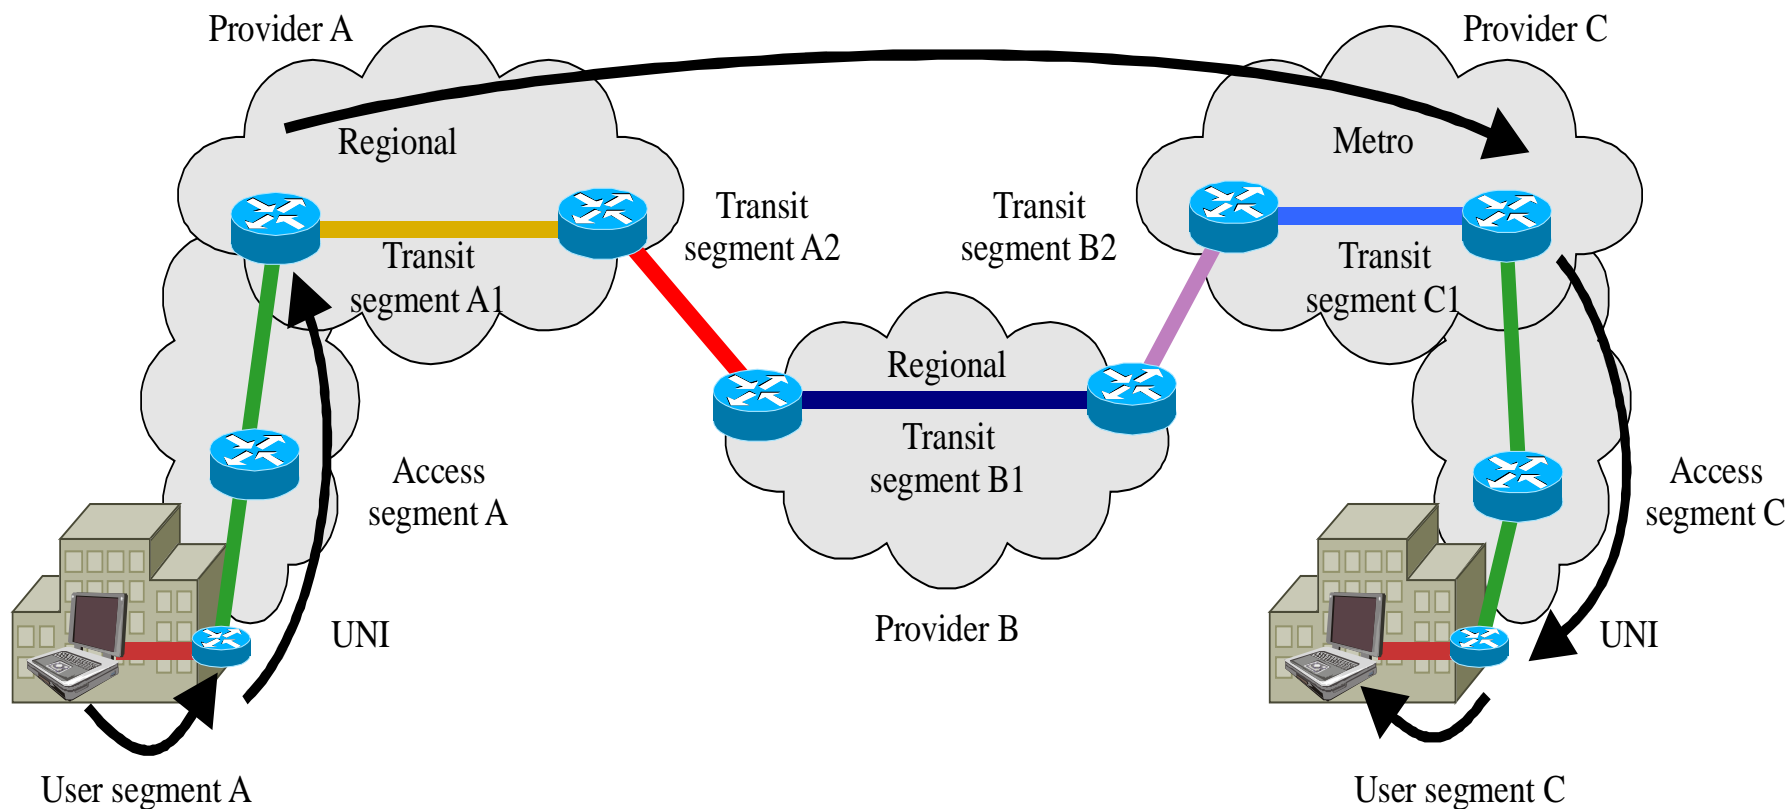 Provider A
Provider C
Regional
Metro
Transit
segment A2
Transit
segment B2
Transit
segment A1
Transit
segment C1
Regional
Transit
segment B1
Access
segment A
Access
segment C
UNI
Provider B
UNI
User segment A
User segment C